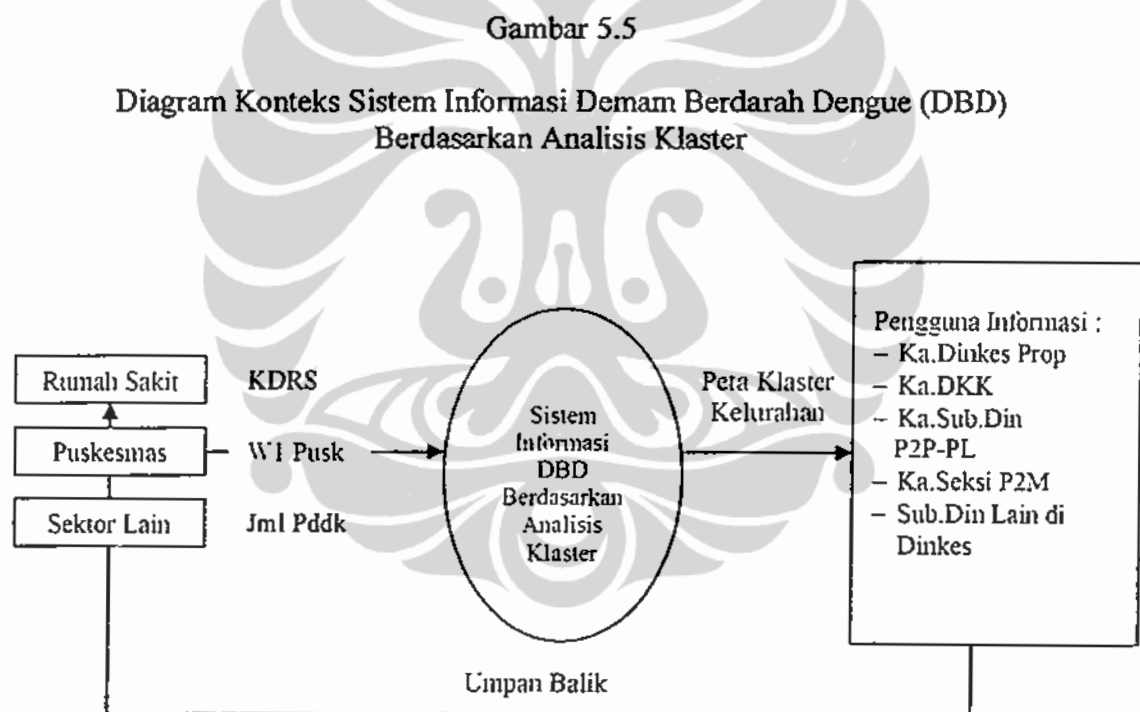 Gambar 5.5
Diagram Konteks Sistem Informasi Demam Berdarah Dengue (DBD)
Berdasarkan Analisis Klaster
Rumah Sakit
KDRS
Puskesmas
W1 Pusk
Sektor Lain
Jml Pddk
Sistem
Informasi
DBD
Berdasarkan
Analisis
Klaster
Peta Klaster
Kelurahan
Pengguna Informasi :
– Ka.Dinkes Prop
– Ka.DKK
– Ka.Sub.Din
P2P-PL
– Ka.Seksi P2M
– Sub.Din Lain di
Dinkes
Umpan Balik